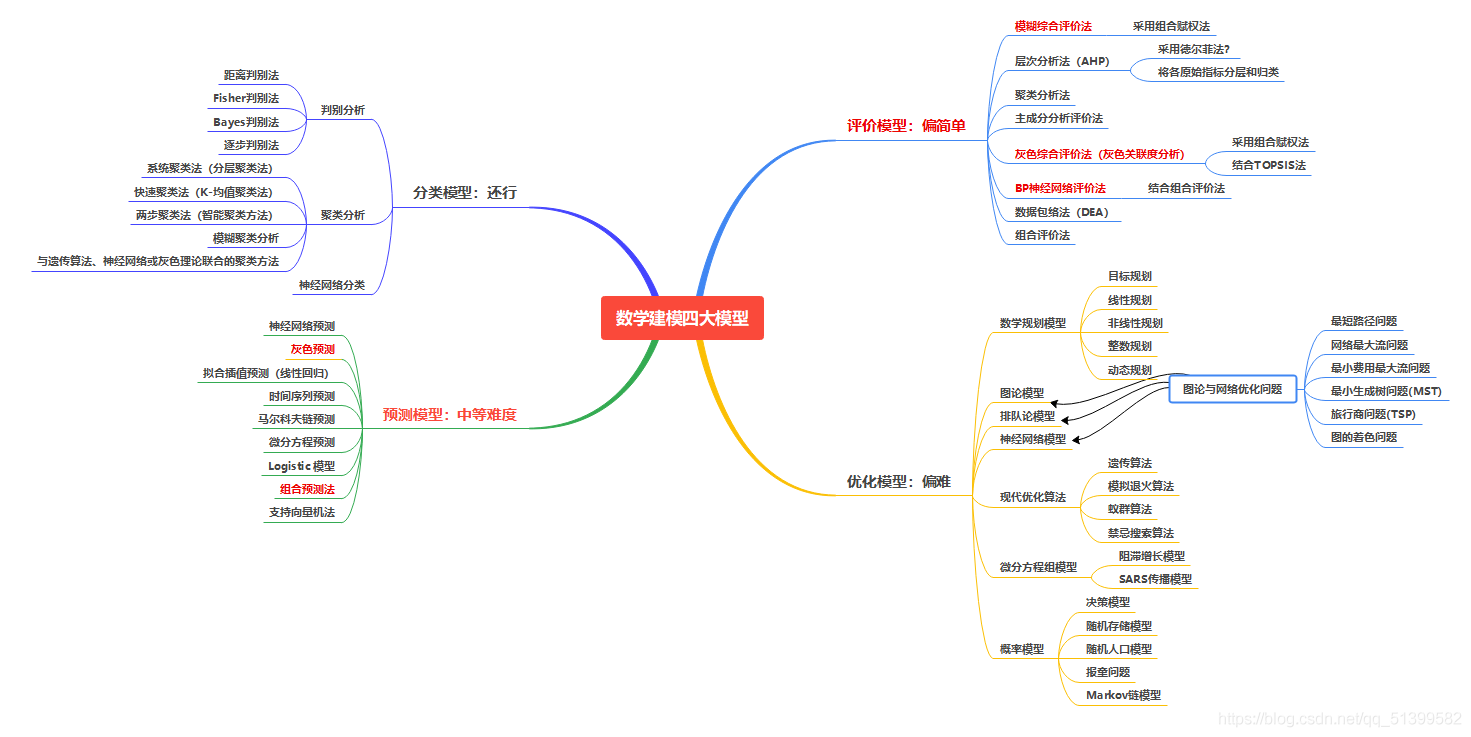 数学建模四大模型
评价模型：偏简单
模糊综合评价法
采用组合赋权法
层次分析法（AHP）
采用德尔菲法?
将各原始指标分层和归类
聚类分析法
主成分分析评价法
灰色综合评价法（灰色关联度分析）
采用组合赋权法
结合TOPSIS法
BP神经网络评价法
结合组合评价法
数据包络法（DEA）
组合评价法
优化模型：偏难
数学规划模型
目标规划
线性规划
非线性规划
整数规划
动态规划
图论模型
排队论模型
神经网络模型
图论与网络优化问题
最短路径问题
网络最大流问题
最小费用最大流问题
最小生成树问题(MST)
旅行商问题(TSP)
图的着色问题
现代优化算法
遗传算法
模拟退火算法
蚁群算法
禁忌搜索算法
微分方程组模型
阻滞增长模型
SARS传播模型
概率模型
决策模型
随机存储模型
随机人口模型
报童问题
Markov链模型
分类模型：还行
判别分析
距离判别法
Fisher判别法
Bayes判别法
逐步判别法
聚类分析
系统聚类法（分层聚类法）
快速聚类法（K-均值聚类法）
两步聚类法（智能聚类方法）
模糊聚类分析
与遗传算法、神经网络或灰色理论联合的聚类方法
神经网络分类
预测模型：中等难度
神经网络预测
灰色预测
拟合插值预测（线性回归）
时间序列预测
马尔科夫链预测
微分方程预测
Logistic 模型
组合预测法
支持向量机法
https://blog.csdn.net/qq_51399582